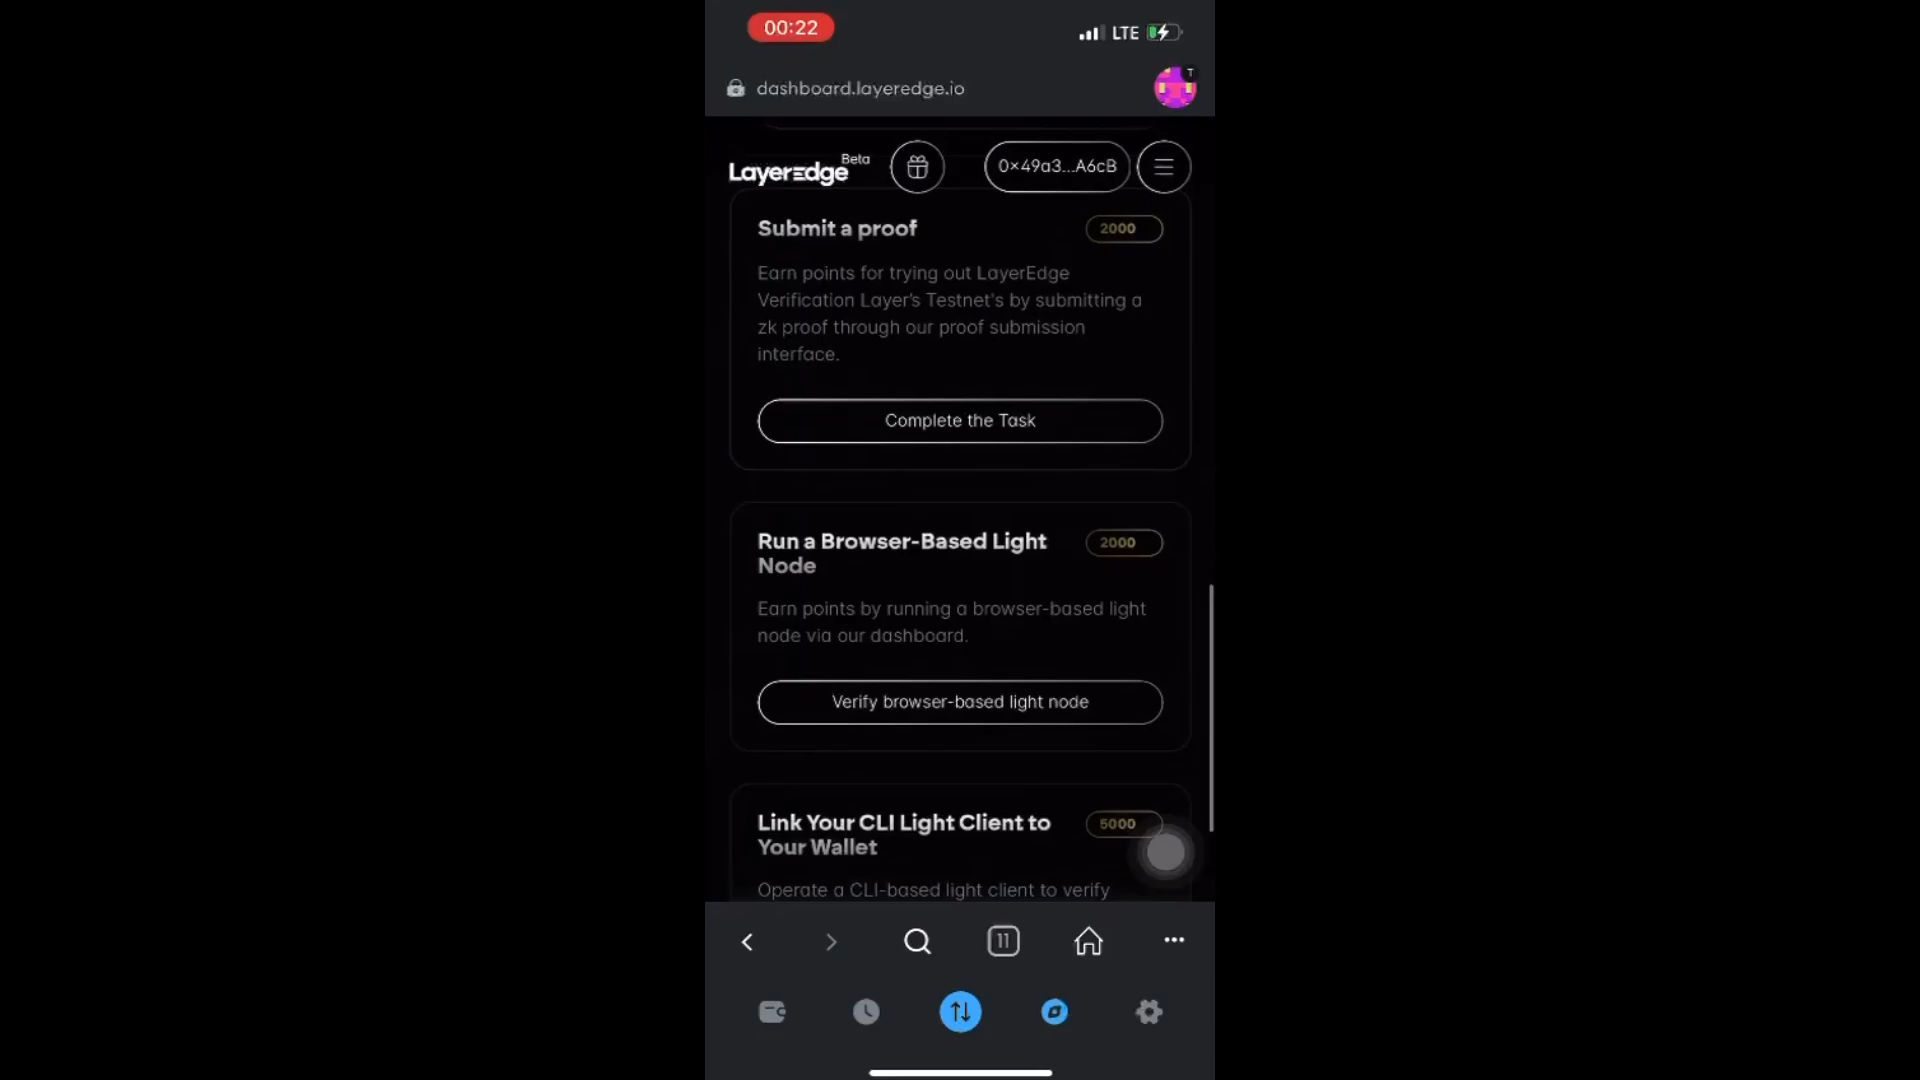 00:22
LTE
dashboard.layeredge.io
T
LayerEdge Beta
0×49a3...A6cB
Submit a proof
2000
Earn points for trying out LayerEdge
Verification Layer's Testnet's by submitting a
zk proof through our proof submission
interface.
Complete the Task
Run a Browser-Based Light
Node
2000
Earn points by running a browser-based light
node via our dashboard.
Verify browser-based light node
Link Your CLI Light Client to
Your Wallet
5000
Operate a CLI-based light client to verify
11